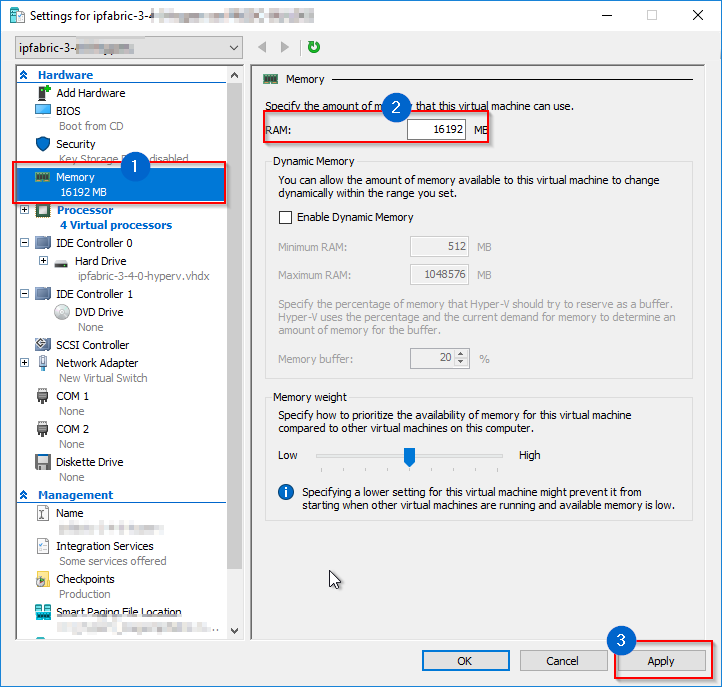 Settings for ipfabric-3-4
ipfabric-3-4
Hardware
Add Hardware
BIOS
Boot from CD
Security
Key Storage disabled
1
Memory
16192 MB
Processor
4 Virtual processors
IDE Controller 0
Hard Drive
ipfabric-3-4-0-hyperv.vhdx
IDE Controller 1
DVD Drive
None
SCSI Controller
Network Adapter
New Virtual Switch
COM 1
None
COM 2
None
Diskette Drive
None
Management
Name
Integration Services
Some services offered
Checkpoints
Production
Smart Paging File Location
Memory
Specify the amount of memory that this virtual machine can use.
2
RAM: 16192 MB
Dynamic Memory
You can allow the amount of memory available to this virtual machine to change
dynamically within the range you set.
Enable Dynamic Memory
Minimum RAM: 512 MB
Maximum RAM: 1048576 MB
Specify the percentage of memory that Hyper-V should try to reserve as a buffer.
Hyper-V uses the percentage and the current demand for memory to determine an
amount of memory for the buffer.
Memory buffer: 20 %
Memory weight
Specify how to prioritize the availability of memory for this virtual machine
compared to other virtual machines on this computer.
Low High
Specifying a lower setting for this virtual machine might prevent it from
starting when other virtual machines are running and available memory is low.
3
OK Cancel Apply